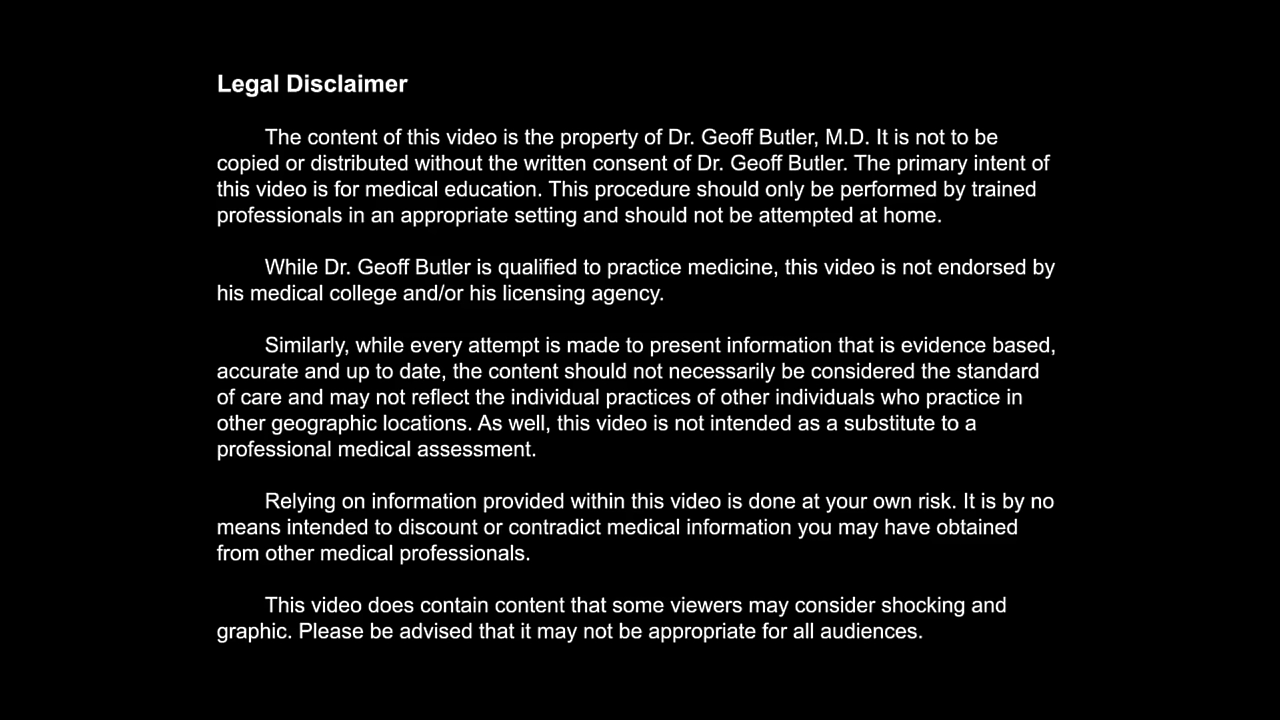 Legal Disclaimer
The content of this video is the property of Dr. Geoff Butler, M.D. It is not to be
copied or distributed without the written consent of Dr. Geoff Butler. The primary intent of
this video is for medical education. This procedure should only be performed by trained
professionals in an appropriate setting and should not be attempted at home.
While Dr. Geoff Butler is qualified to practice medicine, this video is not endorsed by
his medical college and/or his licensing agency.
Similarly, while every attempt is made to present information that is evidence based,
accurate and up to date, the content should not necessarily be considered the standard
of care and may not reflect the individual practices of other individuals who practice in
other geographic locations. As well, this video is not intended as a substitute to a
professional medical assessment.
Relying on information provided within this video is done at your own risk. It is by no
means intended to discount or contradict medical information you may have obtained
from other medical professionals.
This video does contain content that some viewers may consider shocking and
graphic. Please be advised that it may not be appropriate for all audiences.